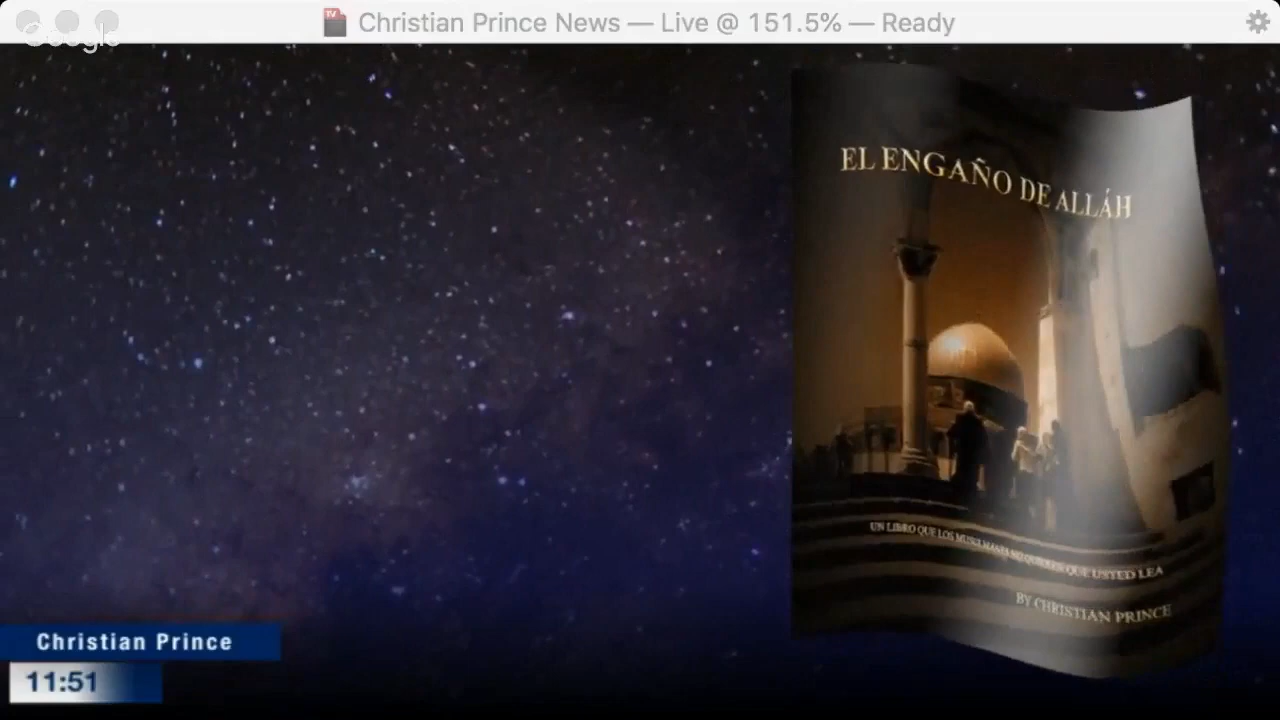 Christian Prince News — Live @ 151.5% — Ready
Google
EL ENGAÑO DE ALLÁH
UN LIBRO QUE LOS MUSULMANES NO QUIEREN QUE USTED LEA
BY CHRISTIAN PRINCE
Christian Prince
11:51